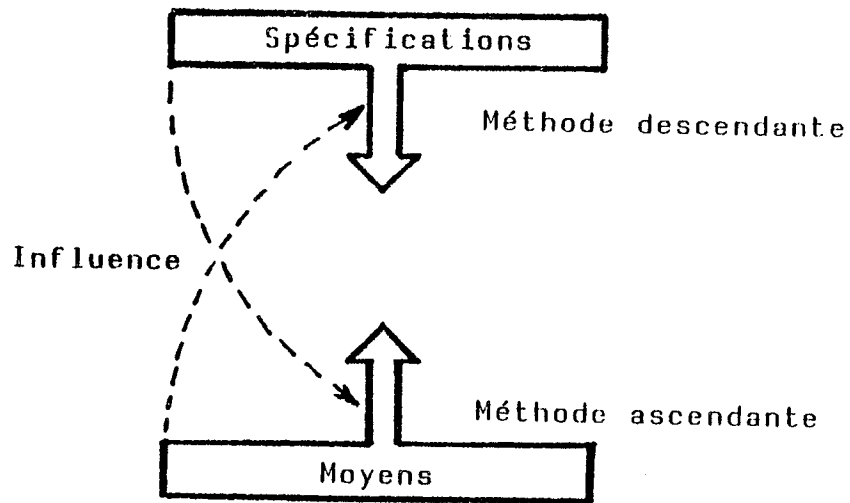 Spécifications
Méthode descendante
Influence
Méthode ascendante
Moyens